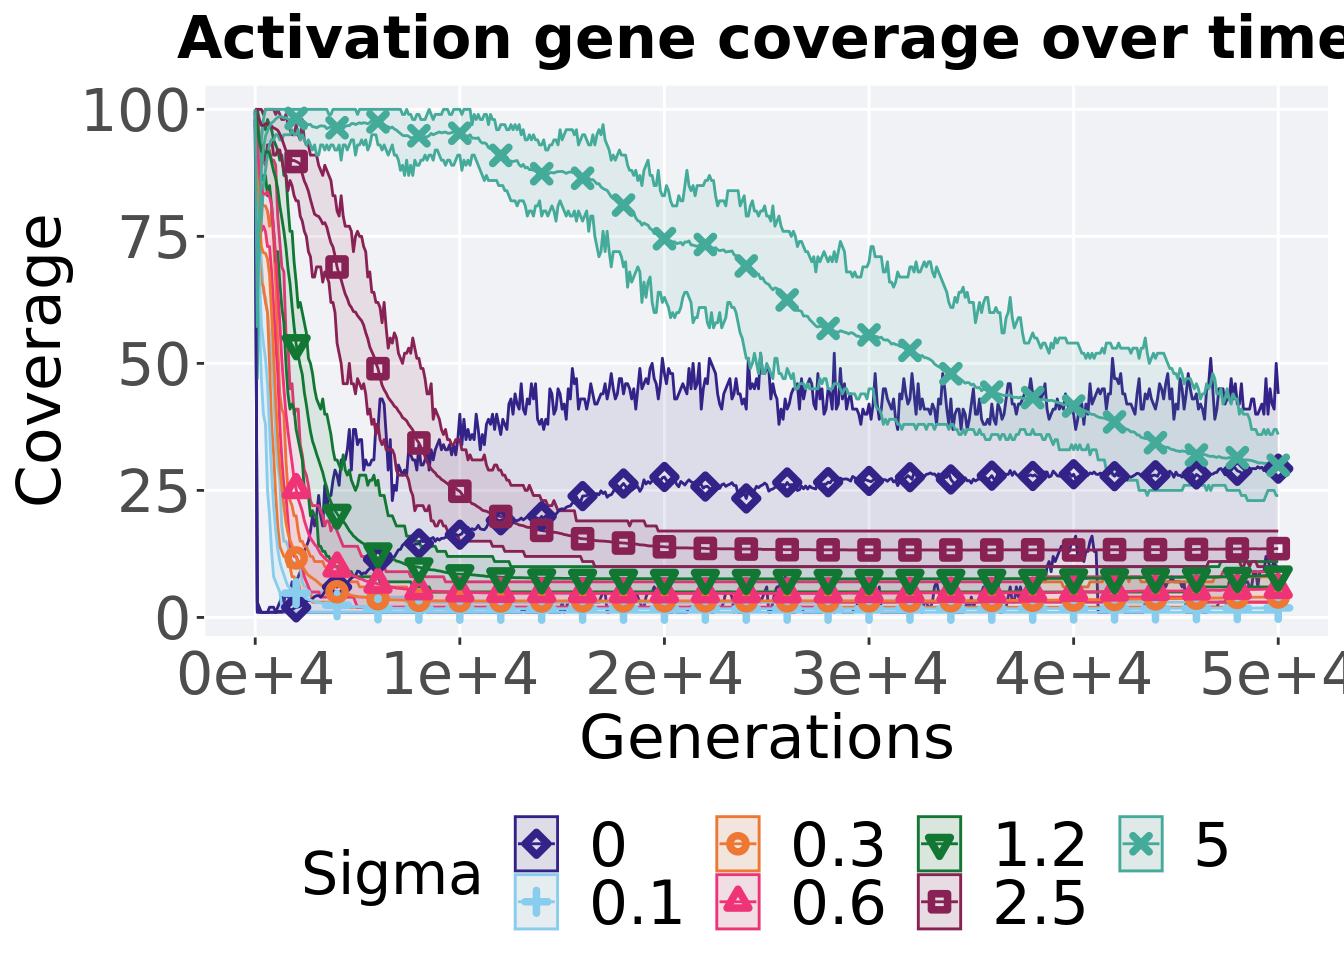 Activation gene coverage over time
Coverage
100
75
50
25
0
0e+4 1e+4 2e+4 3e+4 4e+4 5e+4
Generations
Sigma
0 0.3 1.2 5
0.1 0.6 2.5